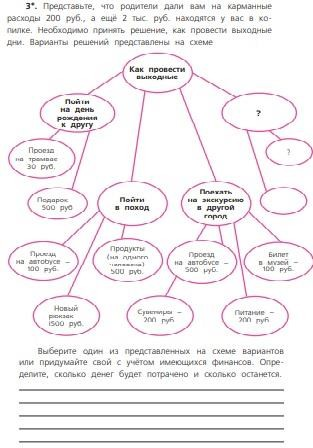 3*. Представьте, что родители дали вам на карманные
расходы 200 руб., а ещё 2 тыс. руб. находятся у вас в ко-
пилке. Необходимо принять решение, как провести выходные
дни. Варианты решений представлены на схеме
Как провести
выходные
Пойти
на день
рождения
к другу
?
Проезд
на трамвае
30 руб.
?
Подарок
500 руб
Пойти
в поход
Поехать
на экскурсию
в другой
город
Проезд
на автобусе —
100 руб.
Продукты
(на одного
500 руб.
Проезд
на автобусе —
500 руб.
Билет
в музей —
100 руб.
Новый
рюкзак
1500 руб.
Сувениры —
200 руб
Питание —
200 руб.
Выберите один из представленных на схеме вариантов
или придумайте свой с учётом имеющихся финансов. Опре-
делите, сколько денег будет потрачено и сколько останется.